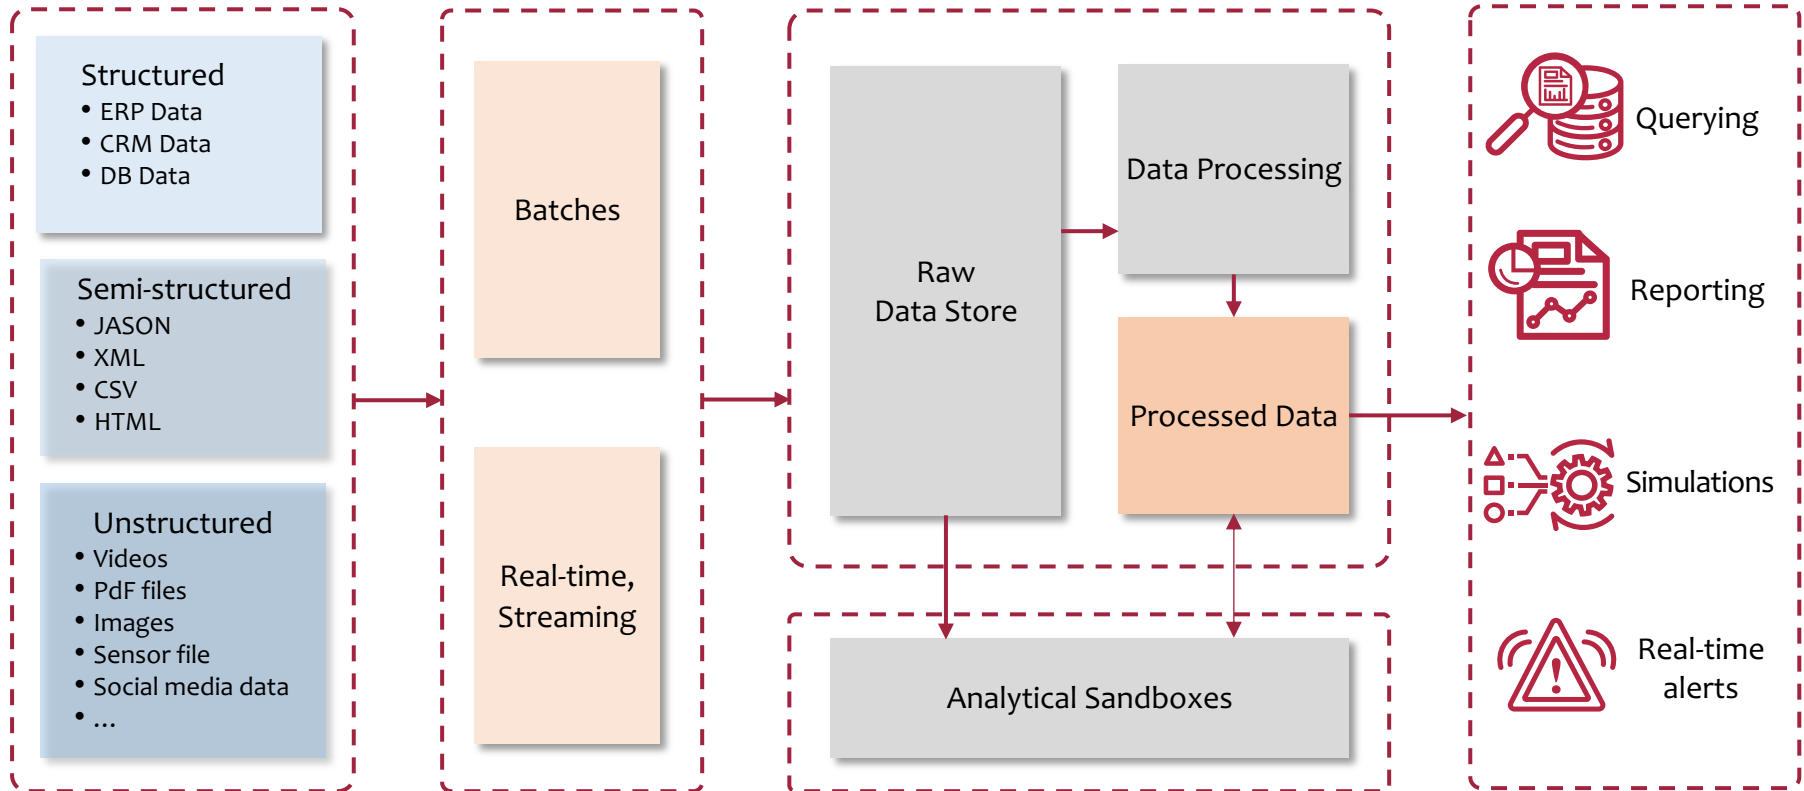 Structured
• ERP Data
• CRM Data
• DB Data
Semi-structured
• JASON
• XML
• CSV
• HTML
Unstructured
• Videos
• PdF files
• Images
• Sensor file
• Social media data
• ...
Batches
Real-time,
Streaming
Raw
Data Store
Data Processing
Processed Data
Analytical Sandboxes
Querying
Reporting
Simulations
Real-time
alerts